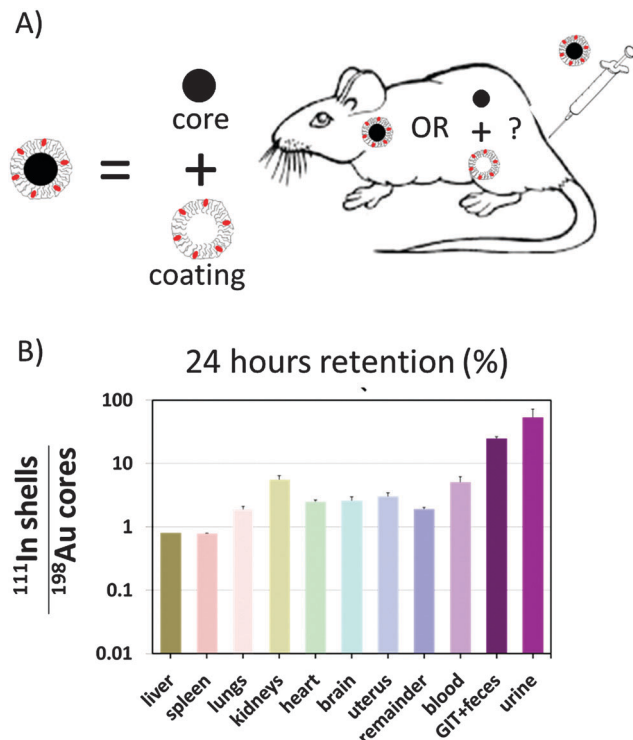 A)
core
=
+
coating
OR
+ ?
B)
24 hours retention (%)
111In shells
198Au cores
100
10
1
0.1
0.01
liver
spleen
lungs
kidneys
heart
brain
uterus
remainder
blood
GIT+feces
urine